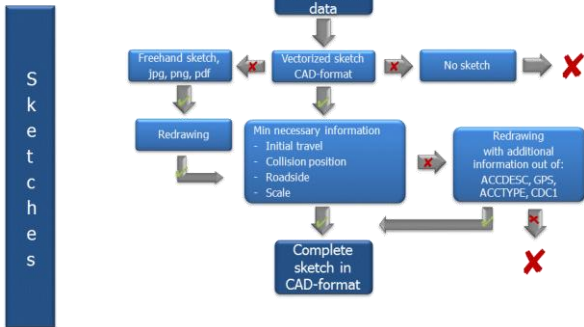 Sketches
data
Freehand sketch,
jpg, png, pdf
Vectorized sketch
CAD-format
No sketch
Redrawing
Min necessary information
- Initial travel
- Collision position
- Roadside
- Scale
Redrawing
with additional
information out of:
ACCDESC, GPS,
ACCTYPE, CDC1
Complete
sketch in
CAD-format